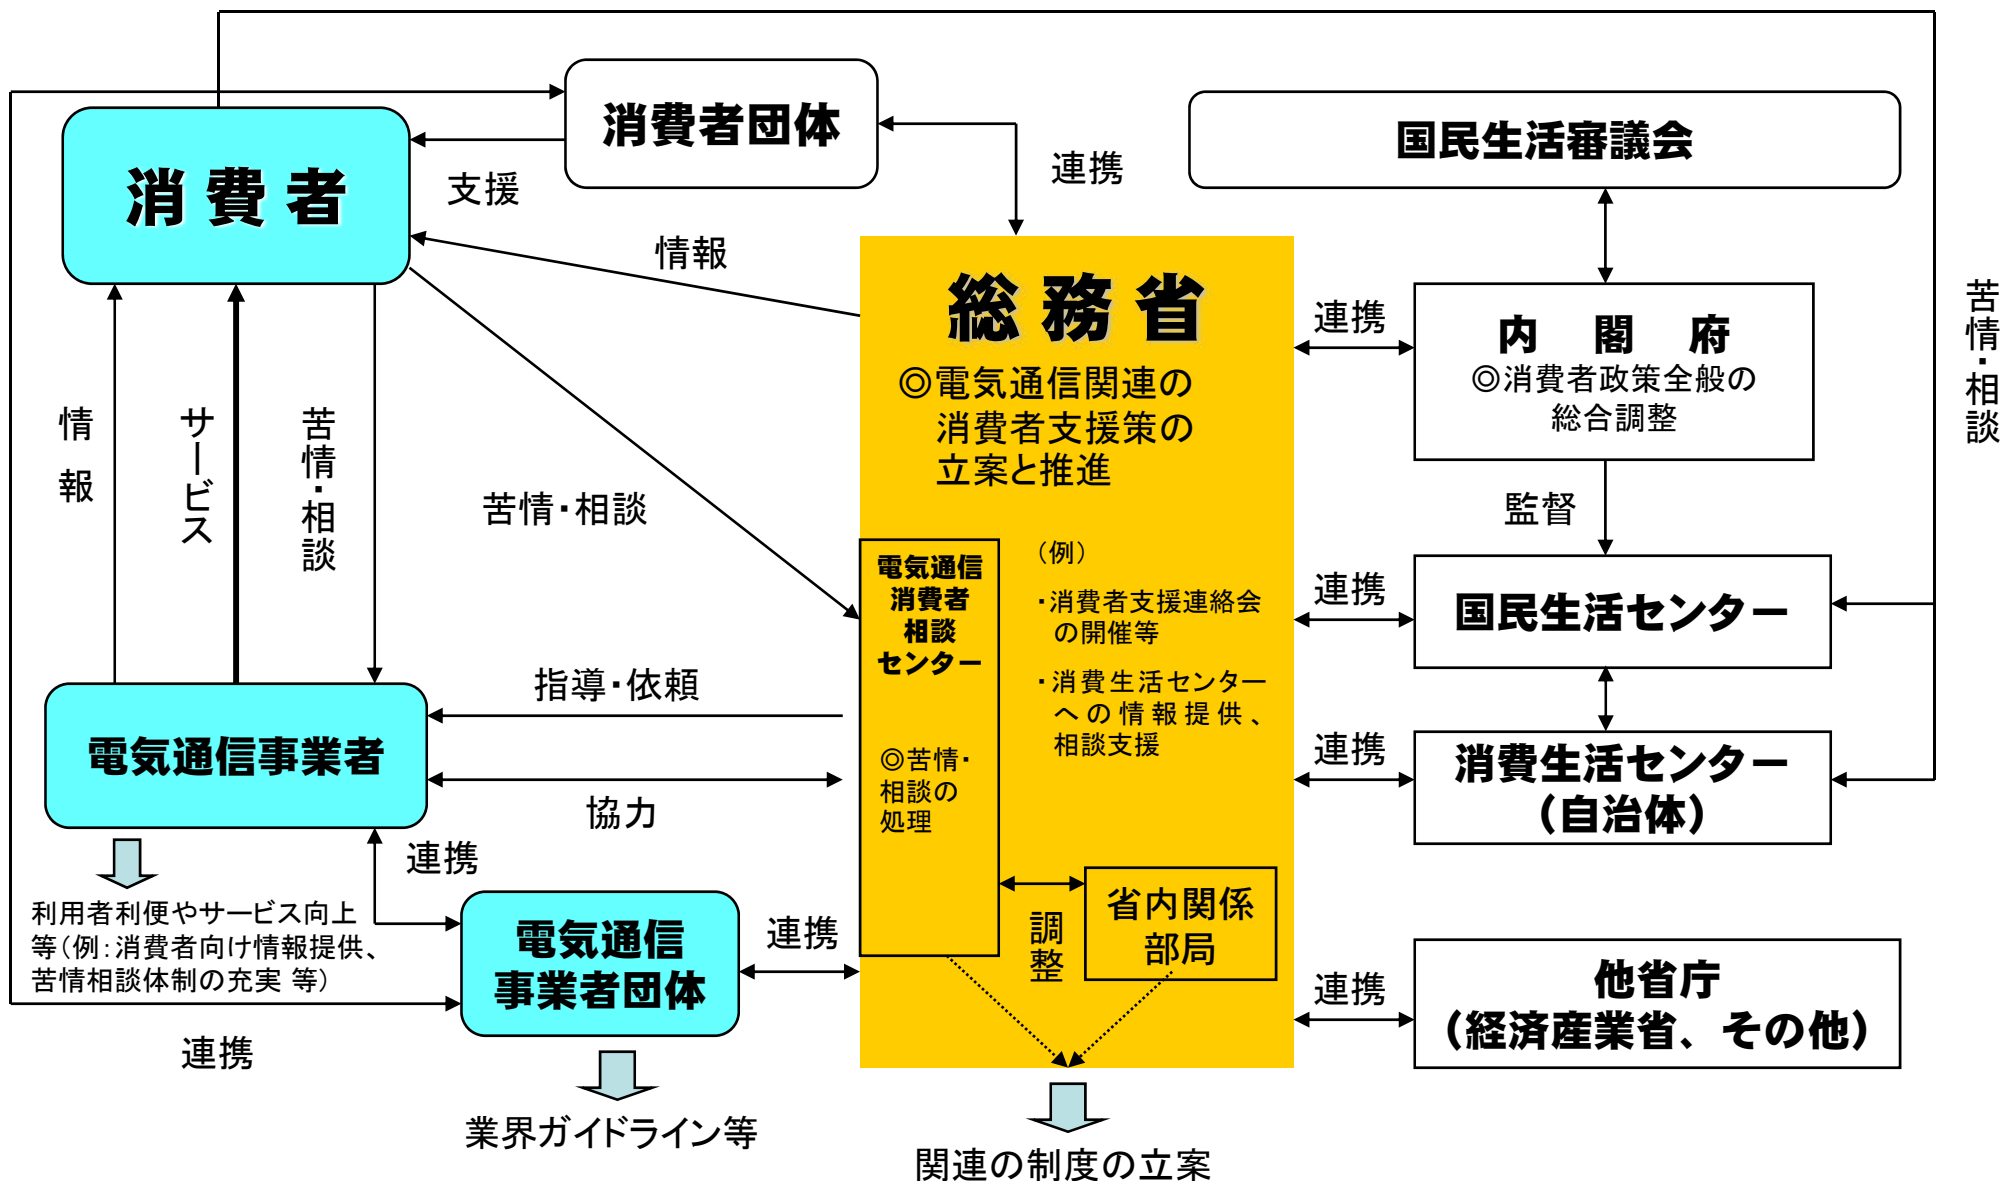 消費者団体
国民生活審議会
消 費 者
支援
連携
情報
総 務 省
◎電気通信関連の
消費者支援策の
立案と推進
連携
内 閣 府
◎消費者政策全般の
総合調整
苦情・相談
情報
サービス
苦情・相談
苦情・相談
監督
電気通信
消費者
相談
センター
(例)
・消費者支援連絡会
の開催等
・消費生活センター
への情報提供、
相談支援
連携
国民生活センター
指導・依頼
電気通信事業者
◎苦情・
相談の
処理
連携
消費生活センター
(自治体)
協力
連携
利用者利便やサービス向上
等(例:消費者向け情報提供、
苦情相談体制の充実 等)
電気通信
事業者団体
連携
調整
省内関係
部局
連携
他省庁
(経済産業省、その他)
連携
業界ガイドライン等
関連の制度の立案